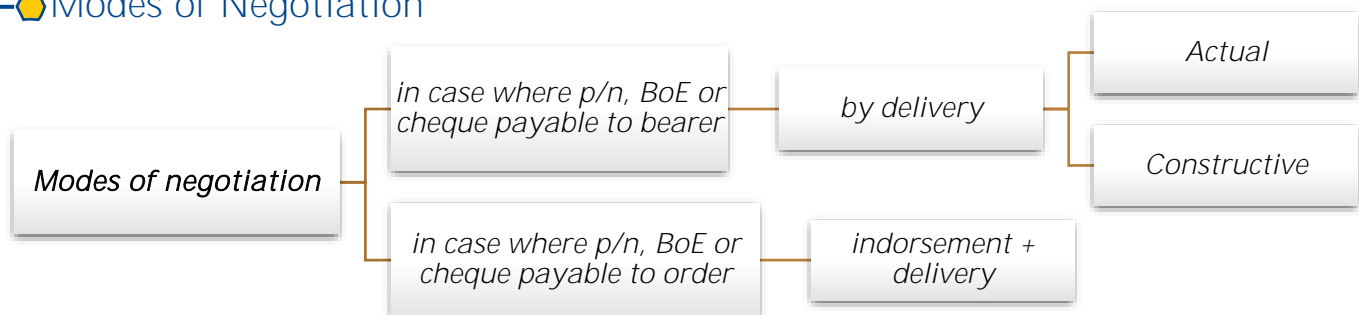 Modes of Negotiation
Modes of negotiation
in case where p/n, BoE or
cheque payable to bearer
by delivery
Actual
Constructive
in case where p/n, BoE or
cheque payable to order
indorsement +
delivery